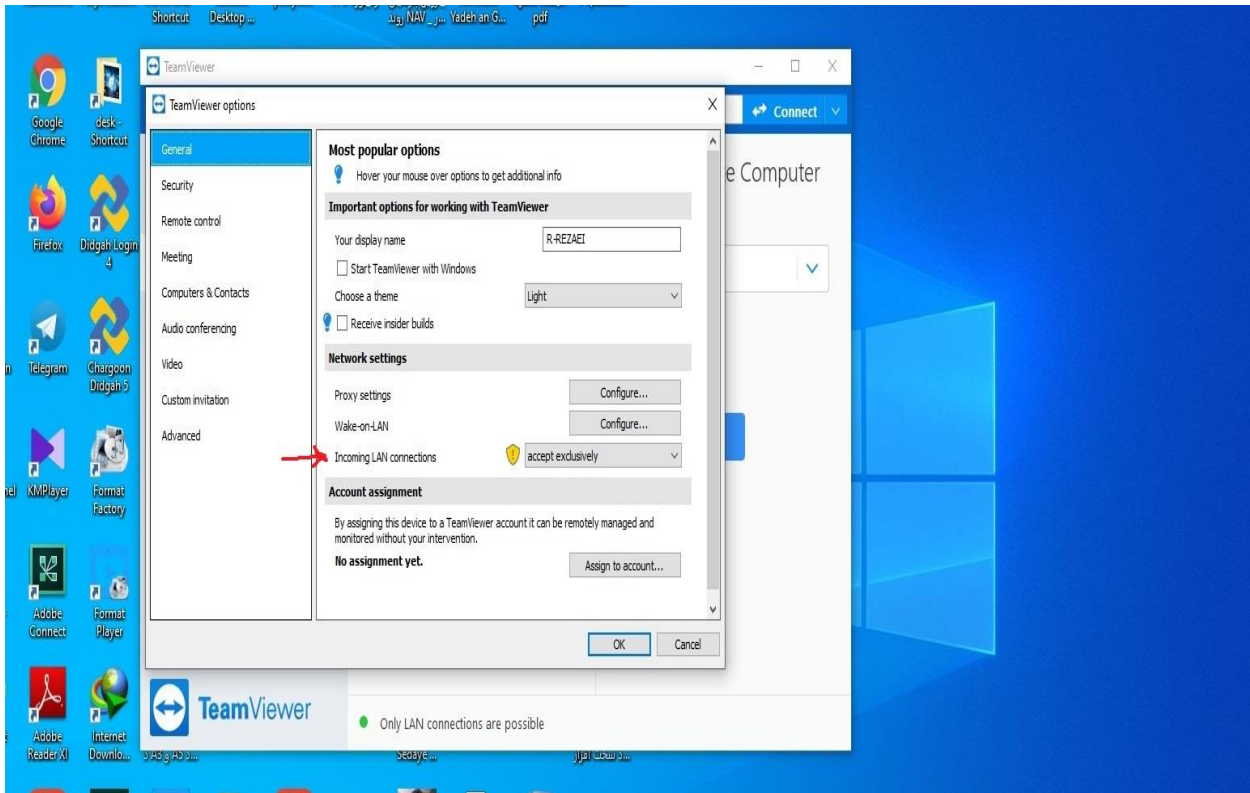 Shortcut
Desktop ...
ر_ NAV روند
Yadeh an G...
pdf
Google
Chrome
desk -
Shortcut
Firefox
Didgah Login
4
Telegram
Chargoon
Didgah 5
KMPlayer
Format
Factory
Adobe
Connect
Format
Player
Adobe
Reader XI
Internet
Downlo...
TeamViewer
Connect
e Computer
TeamViewer options
General
Security
Remote control
Meeting
Computers & Contacts
Audio conferencing
Video
Custom invitation
Advanced
Most popular options
Hover your mouse over options to get additional info
Important options for working with TeamViewer
Your display name
R-REZAEI
Start TeamViewer with Windows
Choose a theme
Light
Receive insider builds
Network settings
Proxy settings
Configure...
Wake-on-LAN
Configure...
Incoming LAN connections
accept exclusively
Account assignment
By assigning this device to a TeamViewer account it can be remotely managed and
monitored without your intervention.
No assignment yet.
Assign to account...
OK
Cancel
TeamViewer
Only LAN connections are possible
Sedaye ...